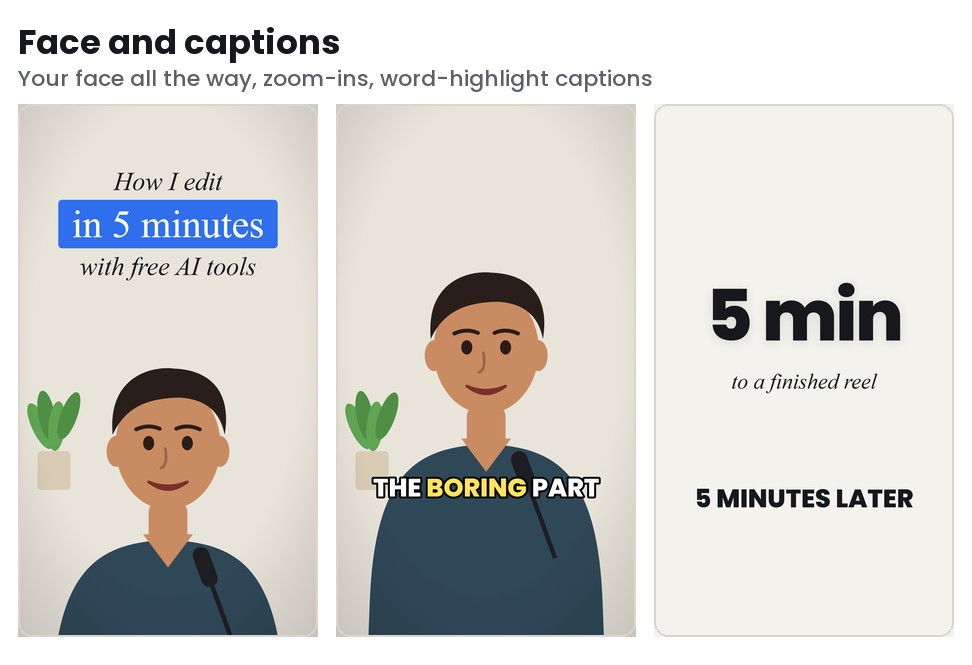 Face and captions
Your face all the way, zoom-ins, word-highlight captions
How I edit
in 5 minutes
with free AI tools
THE BORING PART
5 min
to a finished reel
5 MINUTES LATER